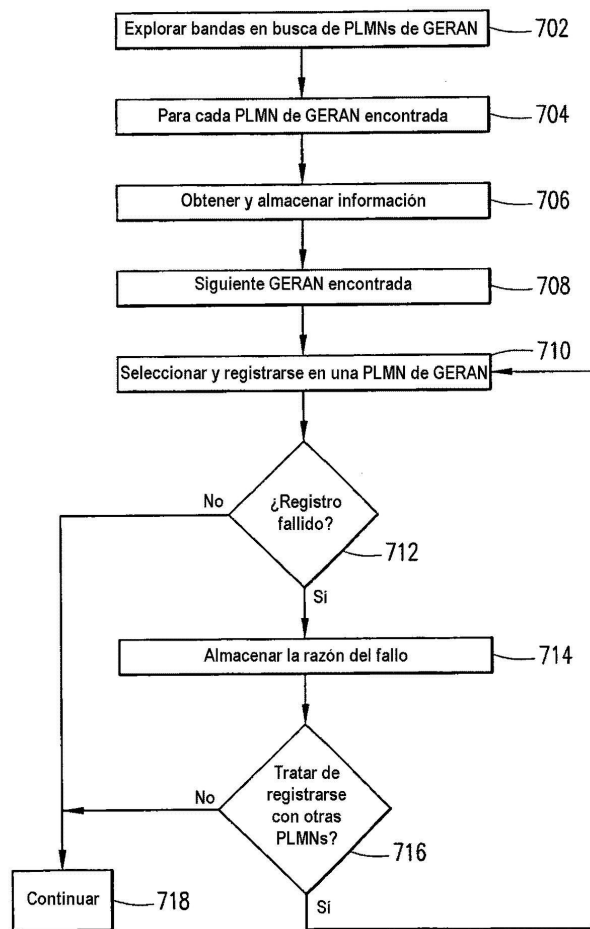 Explorar bandas en busca de PLMNs de GERAN
702
Para cada PLMN de GERAN encontrada
704
Obtener y almacenar información
706
Siguiente GERAN encontrada
708
710
Seleccionar y registrarse en una PLMN de GERAN
No
¿Registro
fallido?
712
Sí
Almacenar la razón del fallo
714
No
Tratar de
registrarse
con otras
PLMNs?
716
Continuar
718
Sí